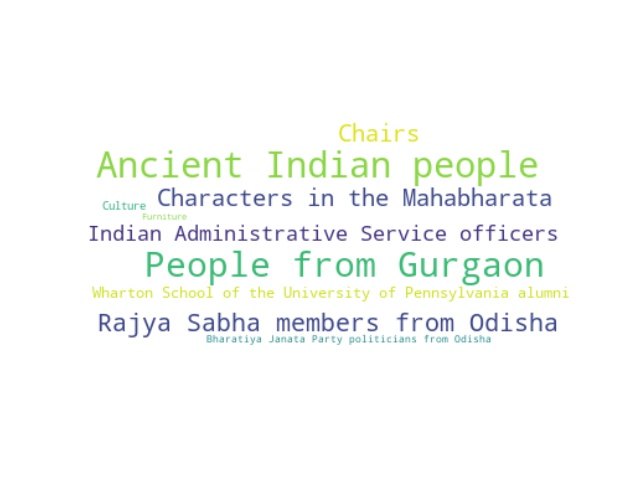 Chairs
Ancient Indian people
Characters in the Mahabharata
Culture
Furniture
Indian Administrative Service officers
People from Gurgaon
Wharton School of the University of Pennsylvania alumni
Rajya Sabha members from Odisha
Bharatiya Janata Party politicians from Odisha